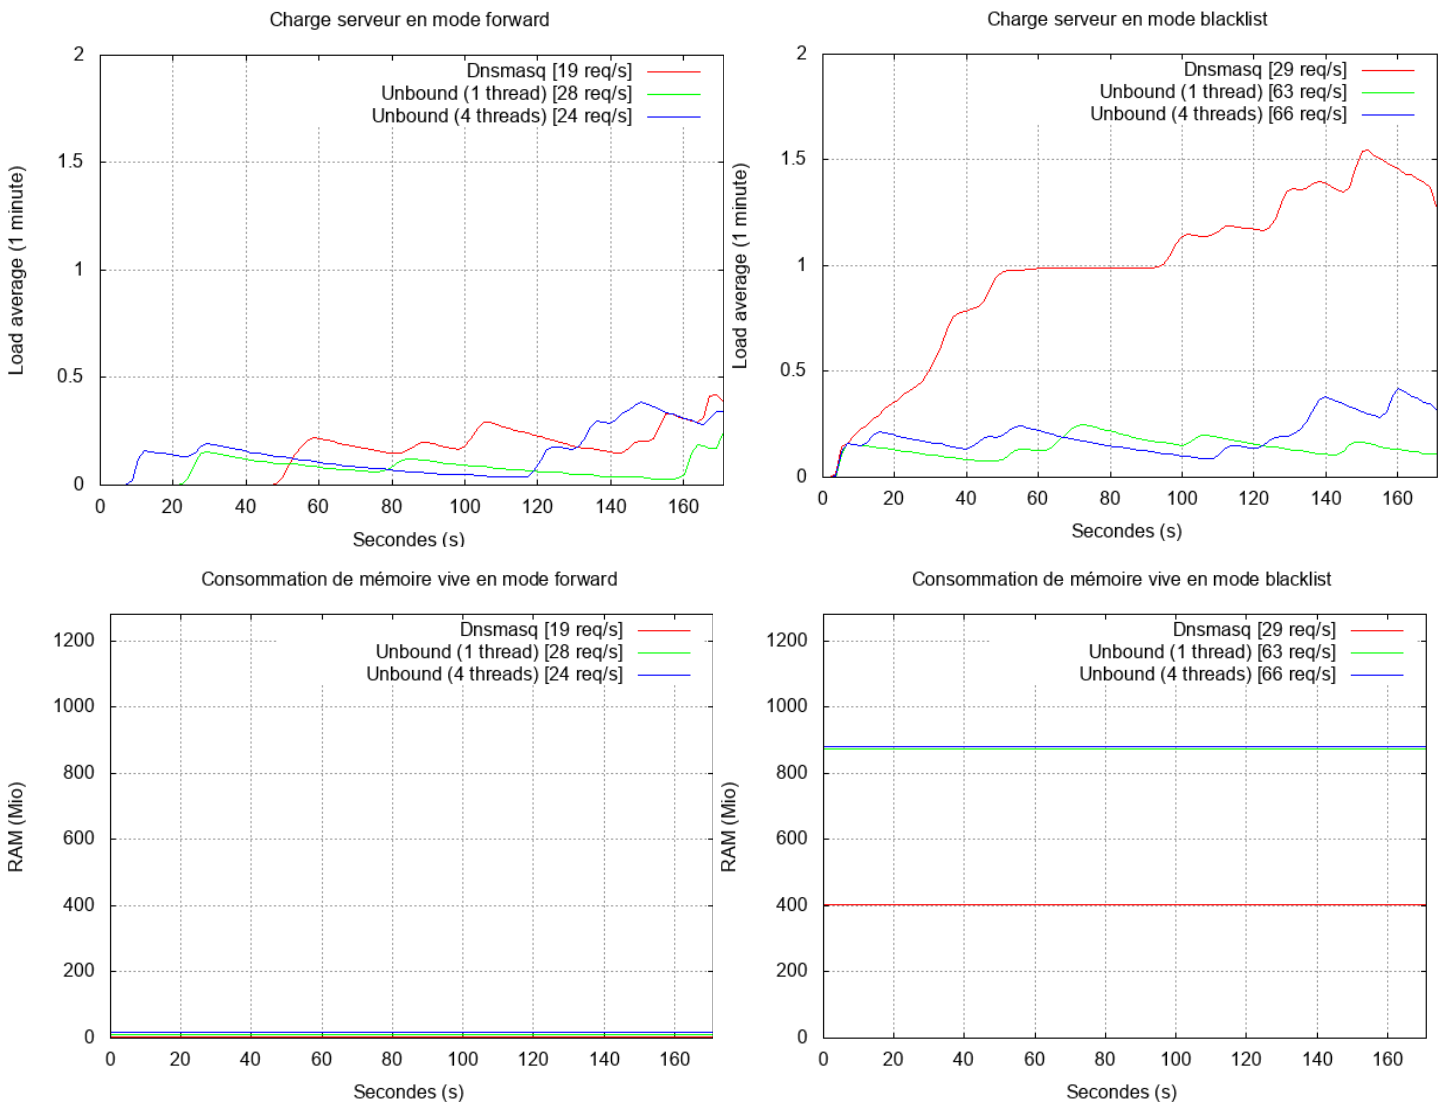 Charge serveur en mode forward
2
1.5
1
0.5
0
Load average (1 minute)
Dnsmasq [19 req/s]
Unbound (1 thread) [28 req/s]
Unbound (4 threads) [24 req/s]
0 20 40 60 80 100 120 140 160
Secondes (s)
Charge serveur en mode blacklist
2
1.5
1
0.5
0
Load average (1 minute)
Dnsmasq [29 req/s]
Unbound (1 thread) [63 req/s]
Unbound (4 threads) [66 req/s]
0 20 40 60 80 100 120 140 160
Secondes (s)
Consommation de mémoire vive en mode forward
1200
1000
800
600
400
200
0
RAM (Mio)
Dnsmasq [19 req/s]
Unbound (1 thread) [28 req/s]
Unbound (4 threads) [24 req/s]
0 20 40 60 80 100 120 140 160
Secondes (s)
Consommation de mémoire vive en mode blacklist
1200
1000
800
600
400
200
0
RAM (Mio)
Dnsmasq [29 req/s]
Unbound (1 thread) [63 req/s]
Unbound (4 threads) [66 req/s]
0 20 40 60 80 100 120 140 160
Secondes (s)